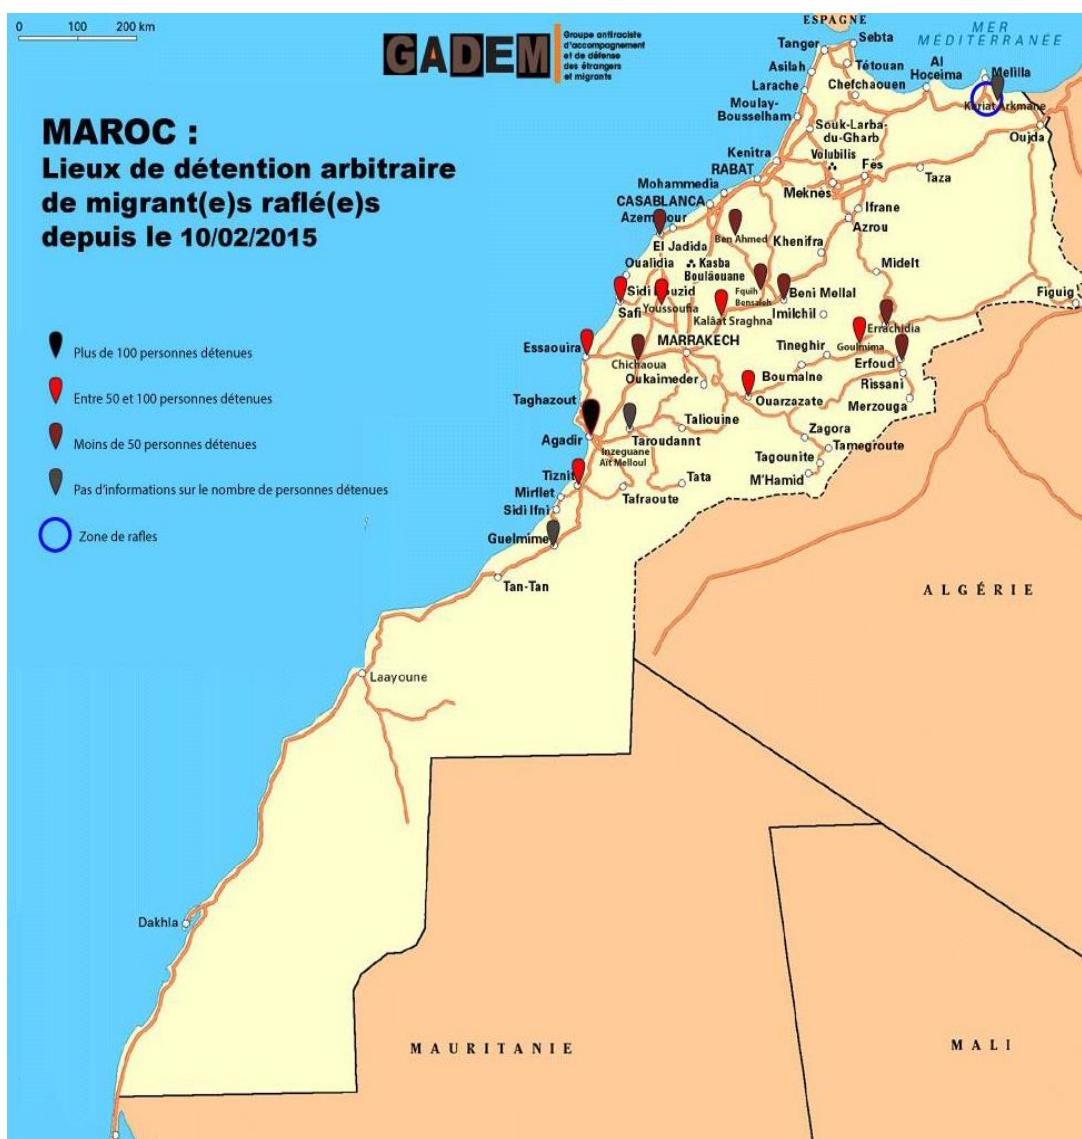 0 100 200 km
GADEM
Groupe antiraciste
d'accompagnement
et de défense
des étrangers
et migrants
MAROC :
Lieux de détention arbitraire
de migrant(e)s raflé(e)s
depuis le 10/02/2015
Plus de 100 personnes détenues
Entre 50 et 100 personnes détenues
Moins de 50 personnes détenues
Pas d'informations sur le nombre de personnes détenues
Zone de rafles
ESPAGNE
MER
MÉDITERRANÉE
Tanger
Sebta
Asilah
Tétouan
Al
Hoceima
Melilla
Larache
Chefchaouen
Kariat Arkmane
Moulay-
Bousselham
Souk-Larba-
du-Gharb
Oujda
Kenitra
Volubilis
Fès
RABAT
Taza
Mohammedia
Meknès
CASABLANCA
Ifrane
Azemmour
Azrou
Ben Ahmed
Khenifra
El Jadida
Oualidia
Kasba
Boulâouane
Midelt
Fquih
Bensaleh
Beni Mellal
Figuig
Sidi Bouzid
Youssoufia
Safi
Kalâat Sraghna
Imilchil
Errachidia
Goulmima
Essaouira
MARRAKECH
Tineghir
Erfoud
Chichaoua
Oukaimeder
Boumalne
Rissani
Taghazout
Ouarzazate
Merzouga
Taliouine
Agadir
Taroudannt
Zagora
Tamegroute
Inzeguane
Aït Melloul
Tagounite
Tiznit
Tata
M'Hamid
Mirflet
Tafraoute
Sidi Ifni
Guelmime
Tan-Tan
ALGÉRIE
Laayoune
Dakhla
MAURITANIE
MALI